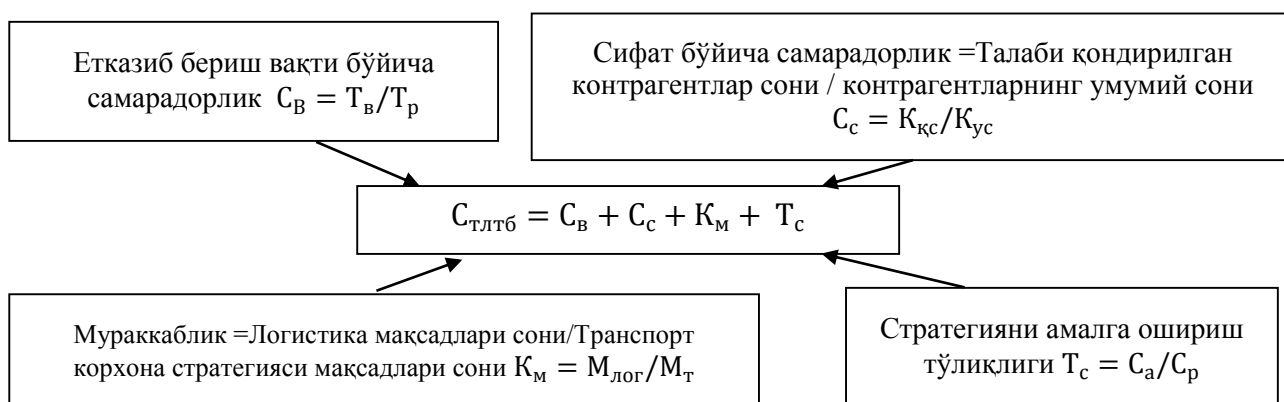 Етказиб бериш вақти бўйича
самарадорлик С_В = Т_в/Т_р
Сифат бўйича самарадорлик =Талаби қондирилган
контрагентлар сони / контрагентларнинг умумий сони
С_с = К_қс/К_ус
С_тлтб = С_в + С_с + К_м + Т_с
Мураккаблик =Логистика мақсадлари сони/Транспорт
корхона стратегияси мақсадлари сони К_м = М_лог/М_т
Стратегияни амалга ошириш
тўлиқлиги Т_с = С_а/С_р